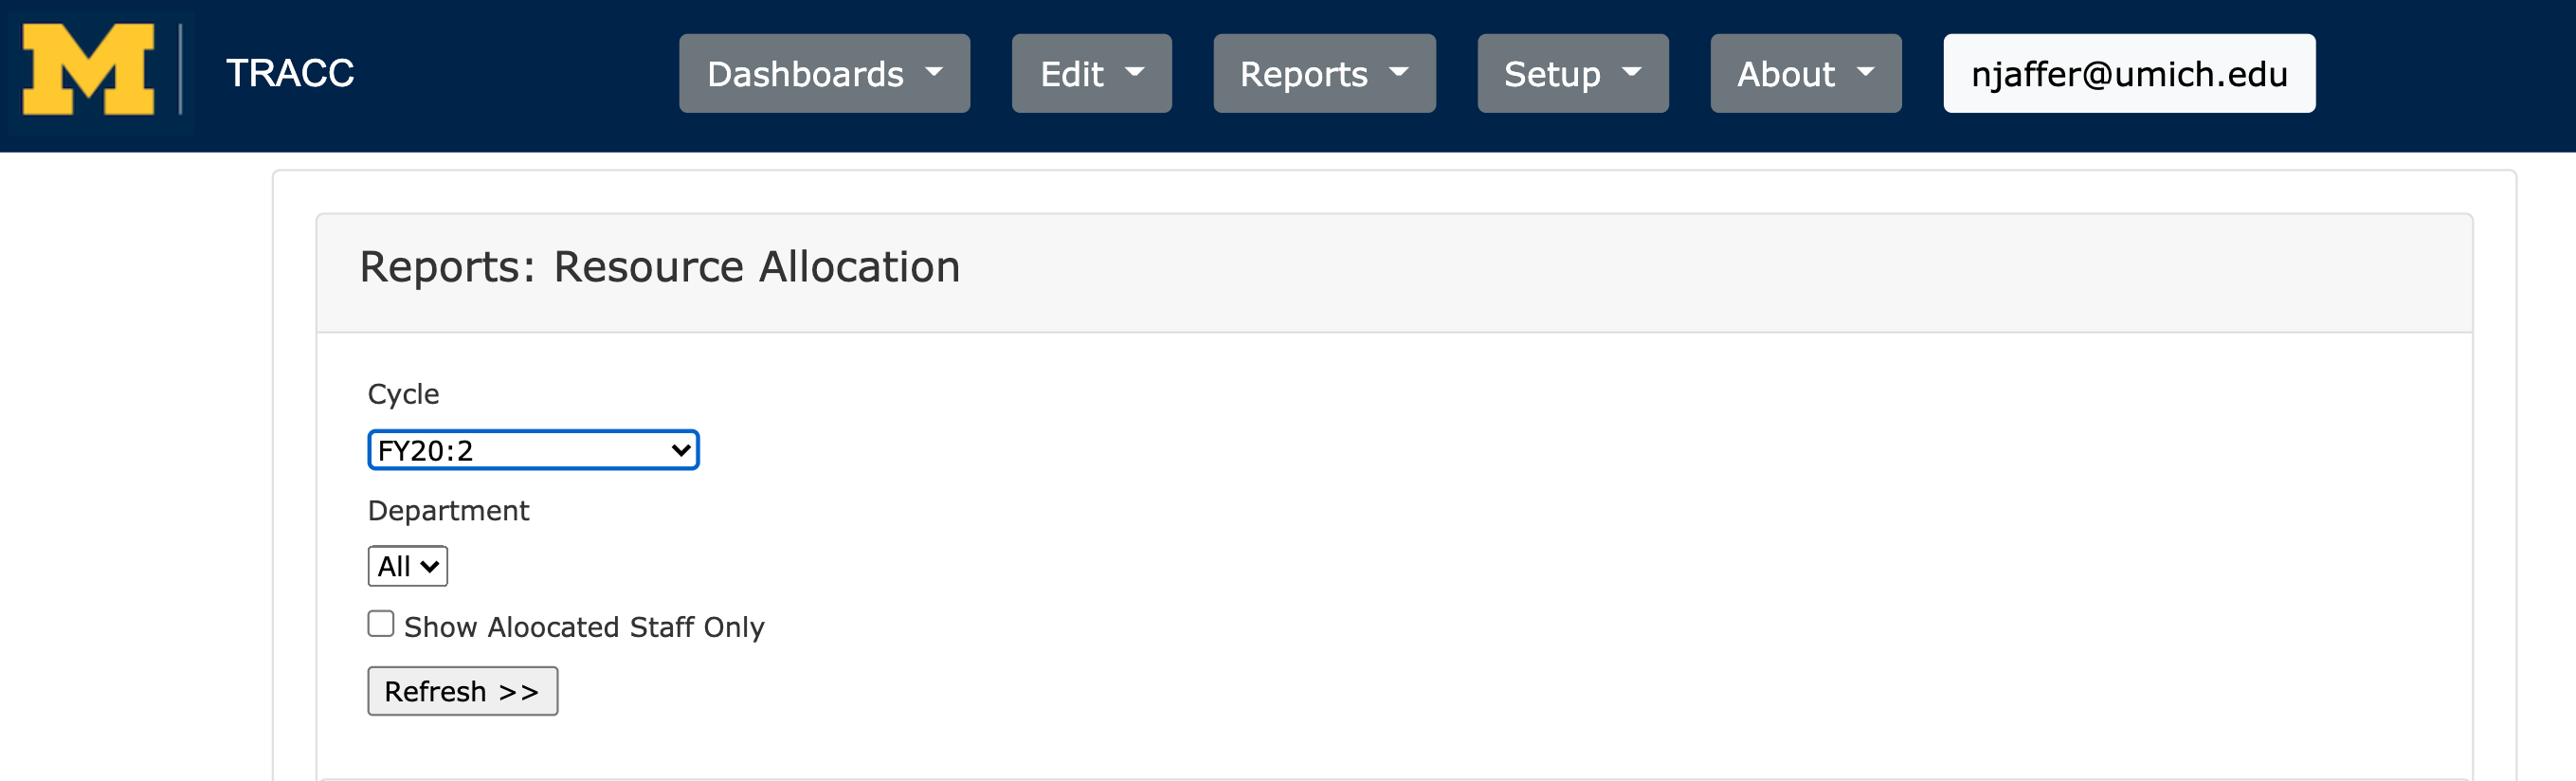 M TRACC Dashboards Edit Reports Setup About njaffer@umich.edu
Reports: Resource Allocation
Cycle
FY20:2
Department
All
Show Aloocated Staff Only
Refresh >>